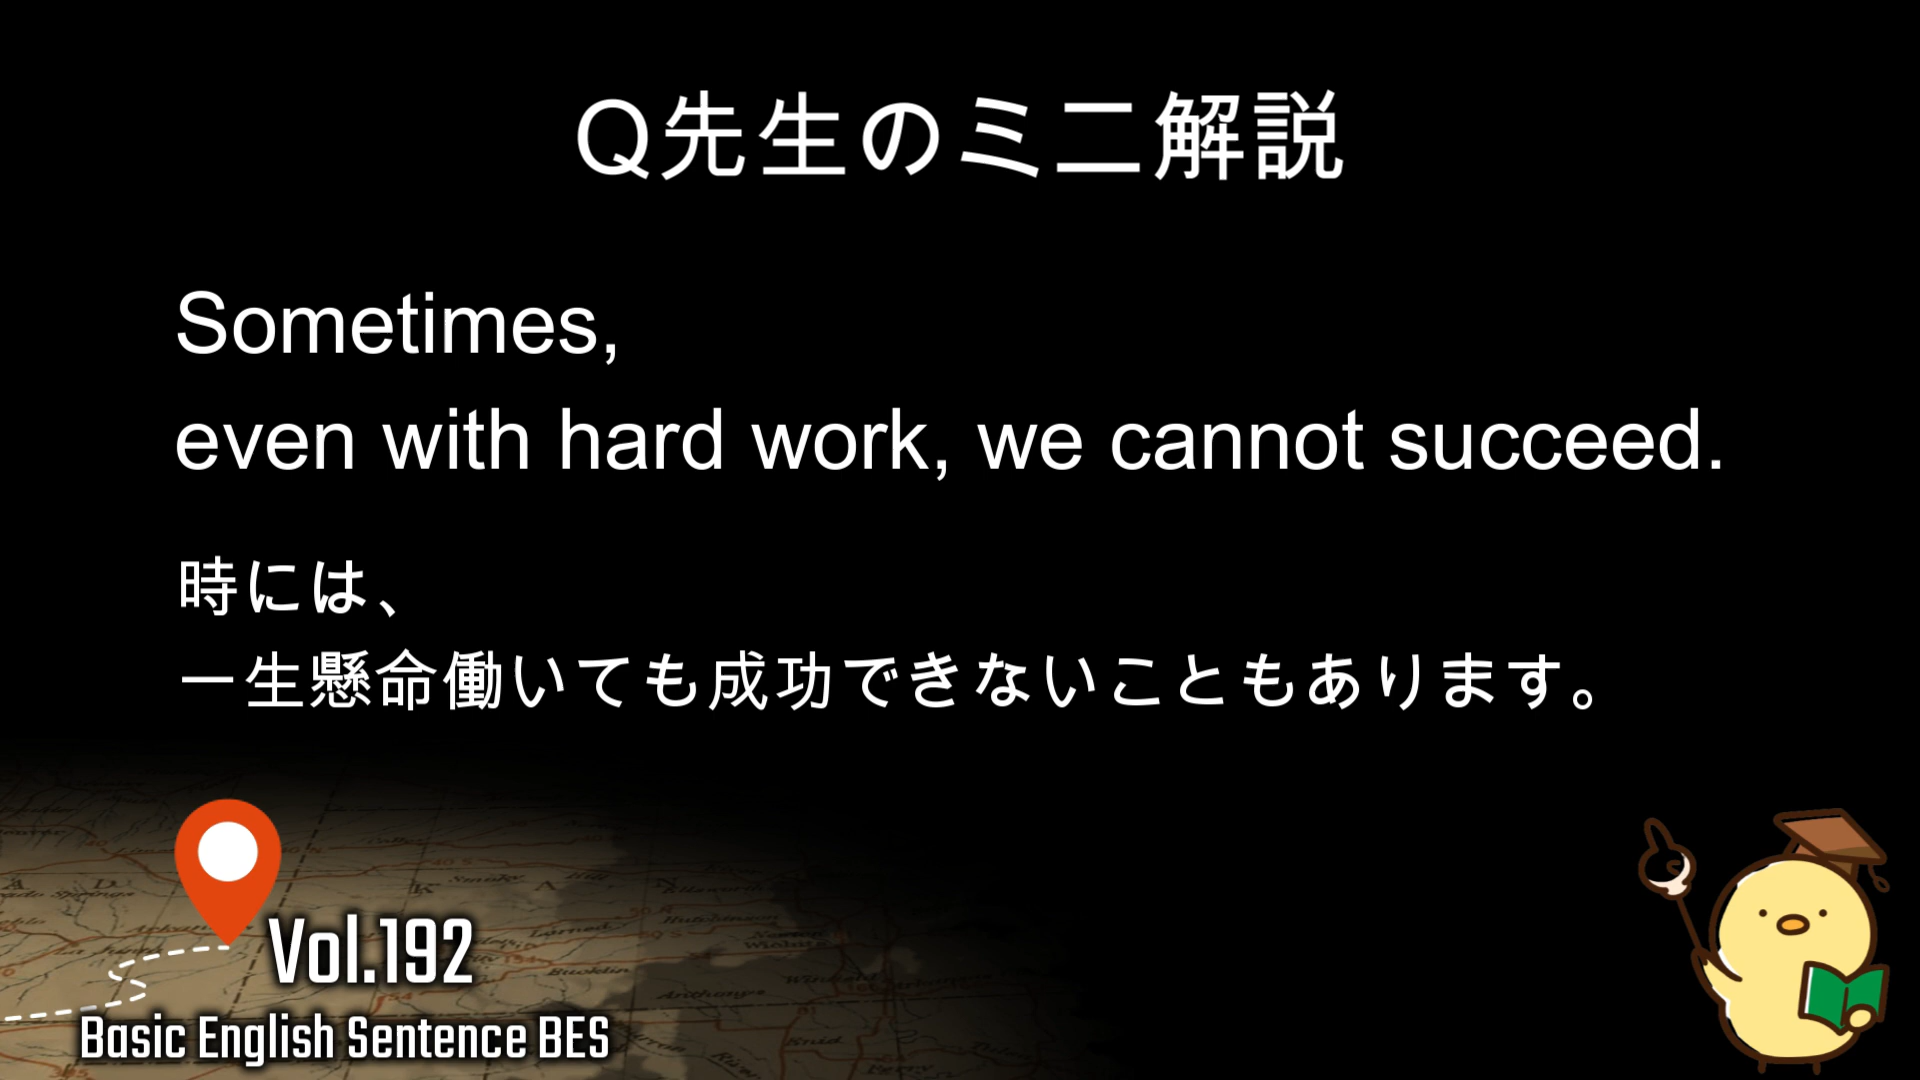 Q先生のミニ解説
Sometimes,
even with hard work, we cannot succeed.
時には、
一生懸命働いても成功できないこともあります。
Vol.192
Basic English Sentence BES